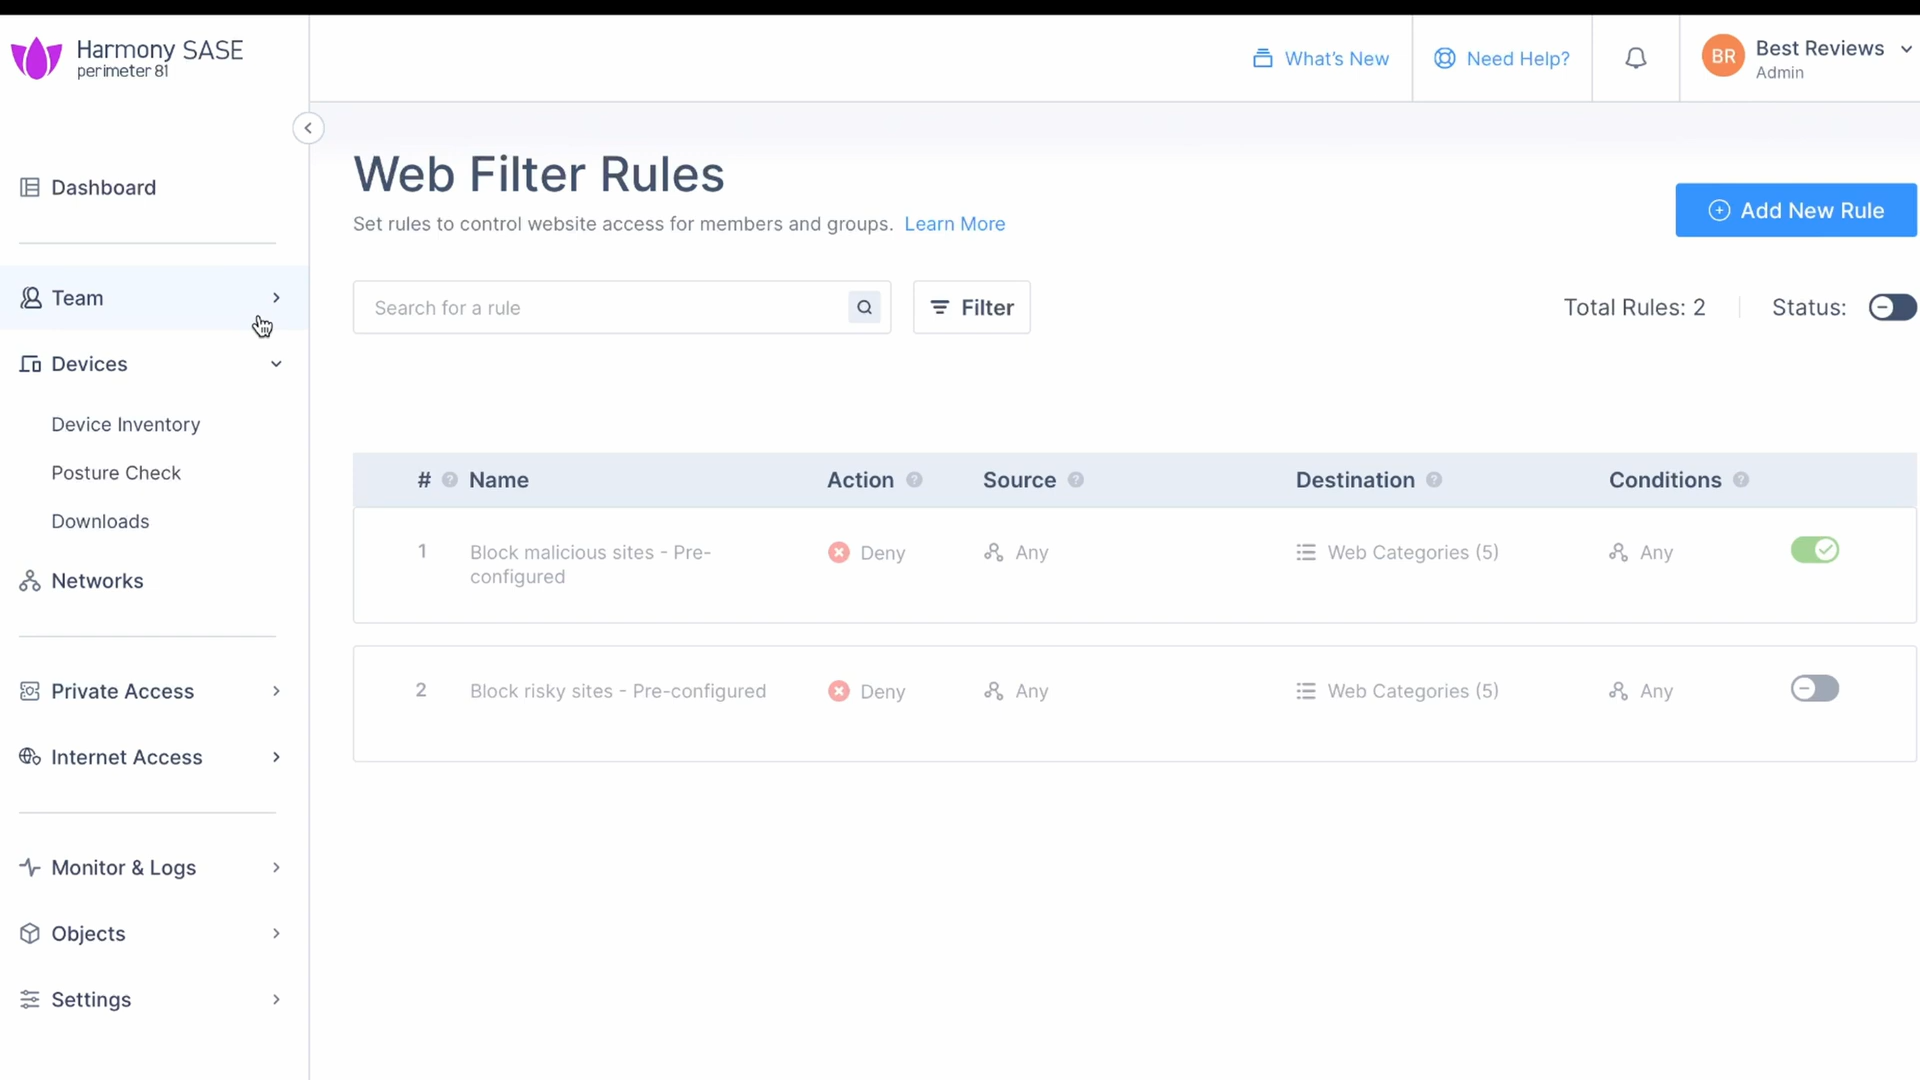 Harmony SASE
perimeter 81
What's New
Need Help?
BR
Best Reviews
Admin
Dashboard
Team
Devices
Device Inventory
Posture Check
Downloads
Networks
Private Access
Internet Access
Monitor & Logs
Objects
Settings
Web Filter Rules
Set rules to control website access for members and groups. Learn More
Add New Rule
Search for a rule
Filter
Total Rules: 2
Status:
# ? Name Action ? Source ? Destination ? Conditions ?
1 Block malicious sites - Pre-
configured
Deny Any Web Categories (5) Any
2 Block risky sites - Pre-configured Deny Any Web Categories (5) Any